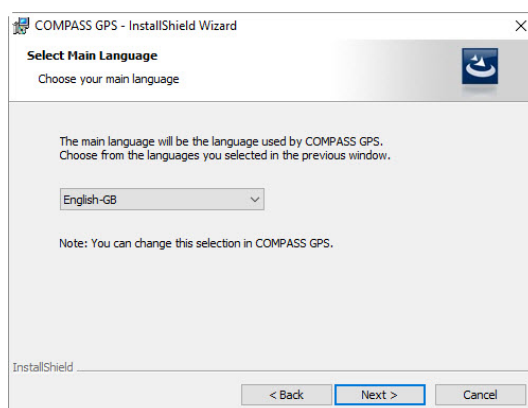 COMPASS GPS - InstallShield Wizard
Select Main Language
Choose your main language
The main language will be the language used by COMPASS GPS.
Choose from the languages you selected in the previous window.
English-GB
Note: You can change this selection in COMPASS GPS.
InstallShield
< Back Next > Cancel